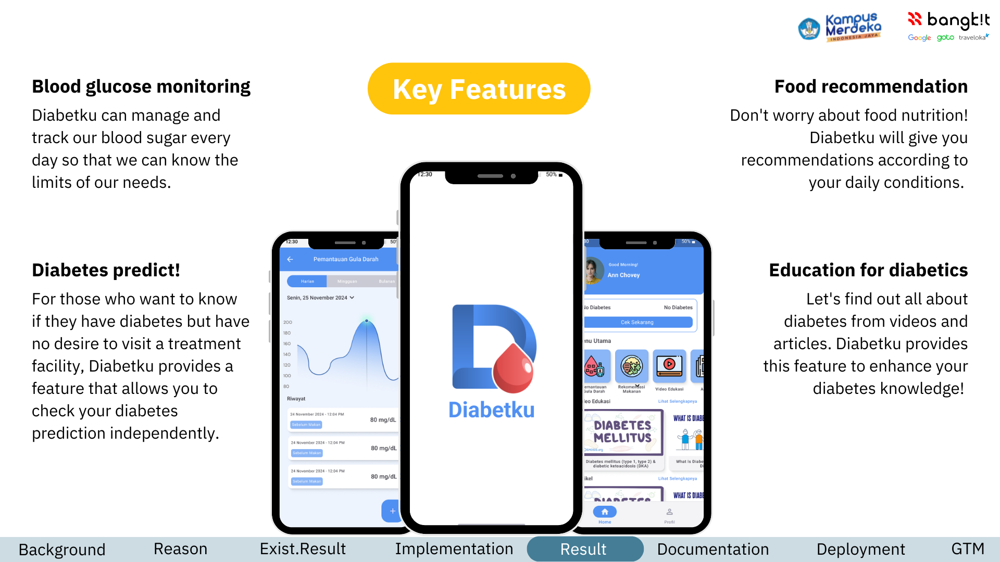 Kampus
Merdeka
INDONESIA JAYA
bangk!t
Google goto traveloka
Key Features
Blood glucose monitoring
Diabetku can manage and
track our blood sugar every
day so that we can know the
limits of our needs.
Diabetes predict!
For those who want to know
if they have diabetes but have
no desire to visit a treatment
facility, Diabetku provides a
feature that allows you to
check your diabetes
prediction independently.
Food recommendation
Don't worry about food nutrition!
Diabetku will give you
recommendations according to
your daily conditions.
Education for diabetics
Let's find out all about
diabetes from videos and
articles. Diabetku provides
this feature to enhance your
diabetes knowledge!
12:30
Pemantauan Gula Darah
Harian Mingguan Bulanan
Senin, 25 November 2024
200
180
160
140
120
100
80
Riwayat
24 November 2024 - 12:04 PM
Sebelum Makan
80 mg/dL
24 November 2024 - 12:04 PM
Sebelum Makan
80 mg/dL
24 November 2024 - 12:04 PM
Sebelum Makan
80 mg/dL
+
12:30 50%
Diabetku
30 50%
Good Morning!
Ann Chovey
No Diabetes No Diabetes
Cek Sekarang
enu Utama
emantauan
Gula Darah
Rekomendasi
Makanan
Video Edukasi
A
deo Edukasi Lihat Selengkapnya
DIABETES
MELLITUS
OSMOSIS.org
Diabetes mellitus (type 1, type 2) &
diabetic ketoacidosis (DKA)
WHAT IS DIABE
What Is Diabe
Di
ikel Lihat Selengkapnya
DIABETES
WHAT IS DIABE
Home Profil
Background Reason Exist.Result Implementation Result Documentation Deployment GTM